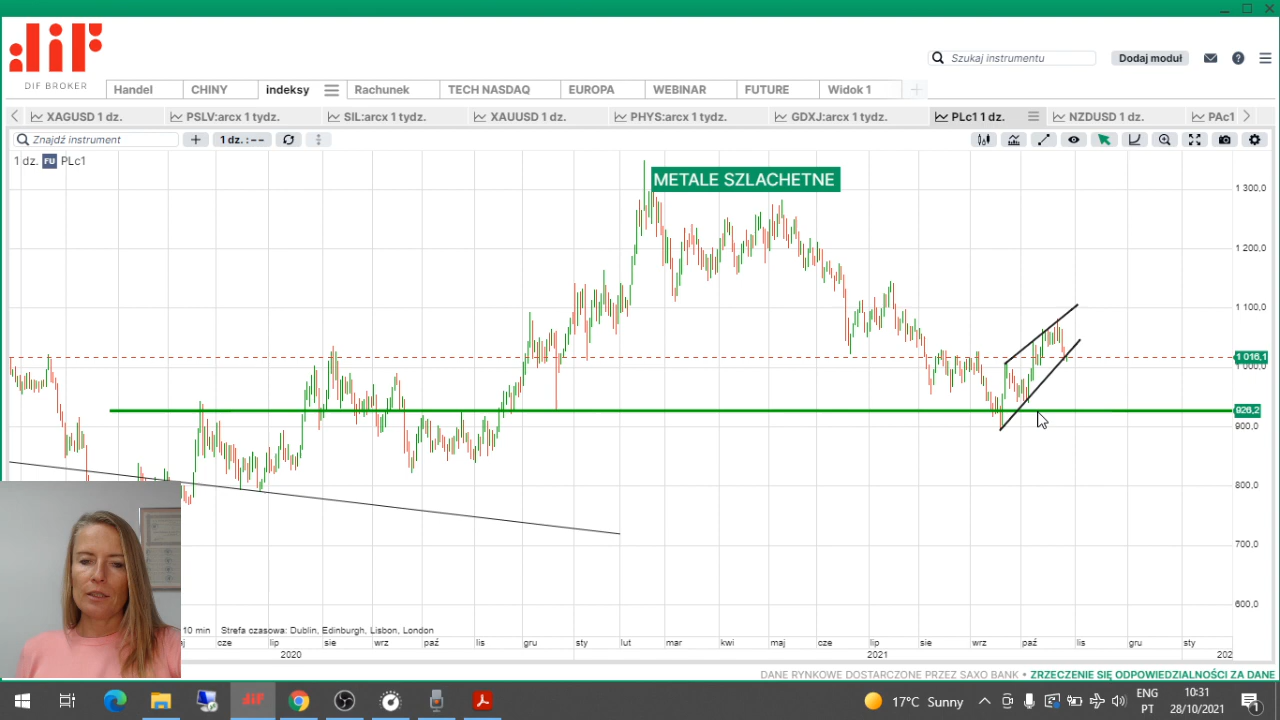 dif
DIF BROKER
Szukaj instrumentu
Dodaj moduł
Handel
CHINY
indeksy
Rachunek
TECH NASDAQ
EUROPA
WEBINAR
FUTURE
Widok 1
XAGUSD 1 dz.
PSLV:arcx 1 tydz.
SIL:arcx 1 tydz.
XAUUSD 1 dz.
PHYS:arcx 1 tydz.
GDXJ:arcx 1 tydz.
PLc1 1 dz.
NZDUSD 1 dz.
PAc1
Znajdź instrument
1 dz. : --
1 dz. FU PLc1
METALE SZLACHETNE
1 300,0
1 200,0
1 100,0
1 016,1
1 000,0
926,2
900,0
800,0
700,0
600,0
10 min Strefa czasowa: Dublin, Edinburgh, Lisbon, London
cze lip sie wrz paź lis gru sty lut mar kwi maj cze lip sie wrz paź lis gru sty
2020 2021 202
DANE RYNKOWE DOSTARCZONE PRZEZ SAXO BANK • ZRZECZENIE SIĘ ODPOWIEDZIALNOŚCI ZA DANE
17°C Sunny
ENG
PT
10:31
28/10/2021
1